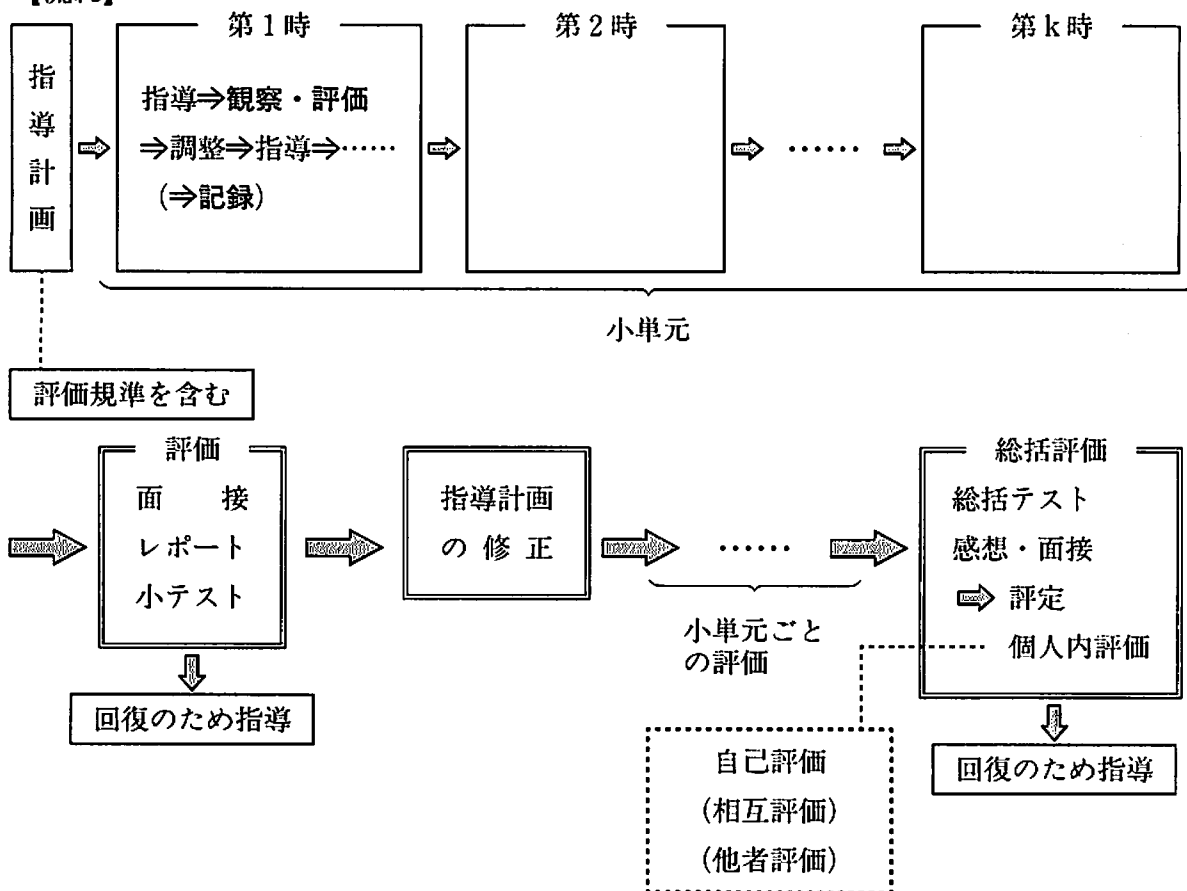 第1時
第2時
第k時
指導計画
指導⇒観察・評価
⇒調整⇒指導⇒……
(⇒記録)
……
小単元
評価規準を含む
評価
面　接
レポート
小テスト
回復のため指導
指導計画
の修正
……
小単元ごと
の評価
総括評価
総括テスト
感想・面接
⇨ 評定
個人内評価
回復のため指導
自己評価
(相互評価)
(他者評価)